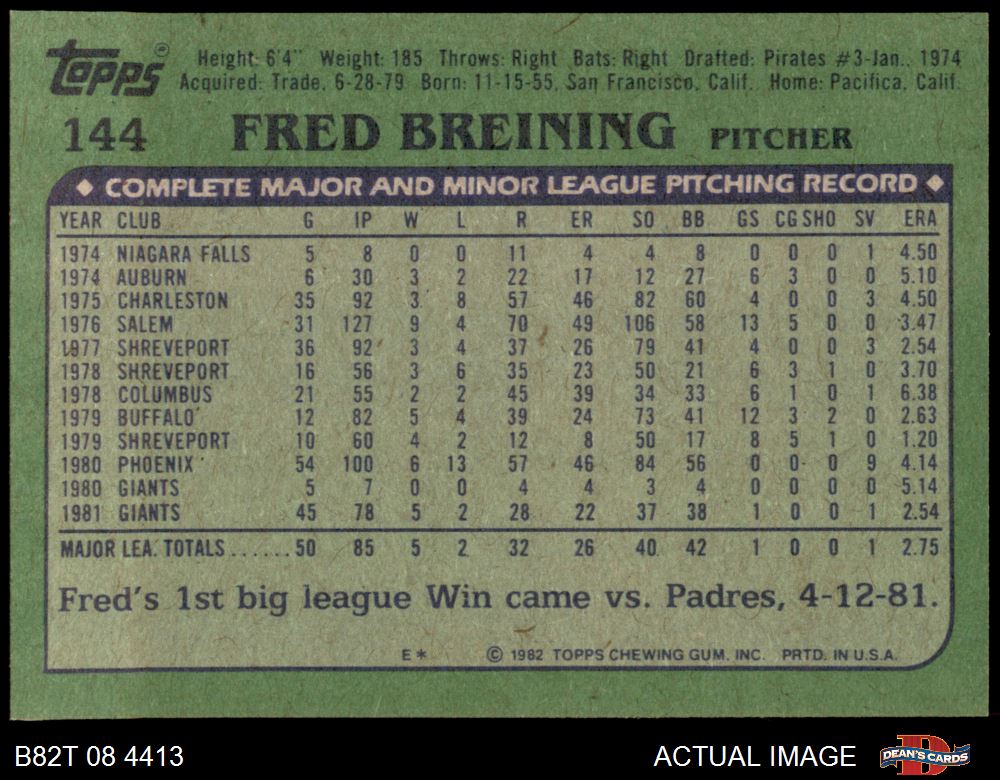 Topps ®
Height: 6'4" Weight: 185 Throws: Right Bats: Right Drafted: Pirates #3-Jan., 1974
Acquired: Trade, 6-28-79 Born: 11-15-55, San Francisco, Calif. Home: Pacifica, Calif.
144 FRED BREINING PITCHER
◆ COMPLETE MAJOR AND MINOR LEAGUE PITCHING RECORD ◆
YEAR CLUB G IP W L R ER SO BB GS CG SHO SV ERA
1974 NIAGARA FALLS 5 8 0 0 11 4 4 8 0 0 0 1 4.50
1974 AUBURN 6 30 3 2 22 17 12 27 6 3 0 0 5.10
1975 CHARLESTON 35 92 3 8 57 46 82 60 4 0 0 3 4.50
1976 SALEM 31 127 9 4 70 49 106 58 13 5 0 0 3.47
1977 SHREVEPORT 36 92 3 4 37 26 79 41 4 0 0 3 2.54
1978 SHREVEPORT 16 56 3 6 35 23 50 21 6 3 1 0 3.70
1978 COLUMBUS 21 55 2 2 45 39 34 33 6 1 0 1 6.38
1979 BUFFALO 12 82 5 4 39 24 73 41 12 3 2 0 2.63
1979 SHREVEPORT 10 60 4 2 12 8 50 17 8 5 1 0 1.20
1980 PHOENIX 54 100 6 13 57 46 84 56 0 0 0 9 4.14
1980 GIANTS 5 7 0 0 4 4 3 4 0 0 0 0 5.14
1981 GIANTS 45 78 5 2 28 22 37 38 1 0 0 1 2.54
MAJOR LEA. TOTALS......50 85 5 2 32 26 40 42 1 0 0 1 2.75
Fred's 1st big league Win came vs. Padres, 4-12-81.
E* © 1982 TOPPS CHEWING GUM, INC. PRTD. IN U.S.A.
B82T 08 4413 ACTUAL IMAGE D DEAN'S CARDS